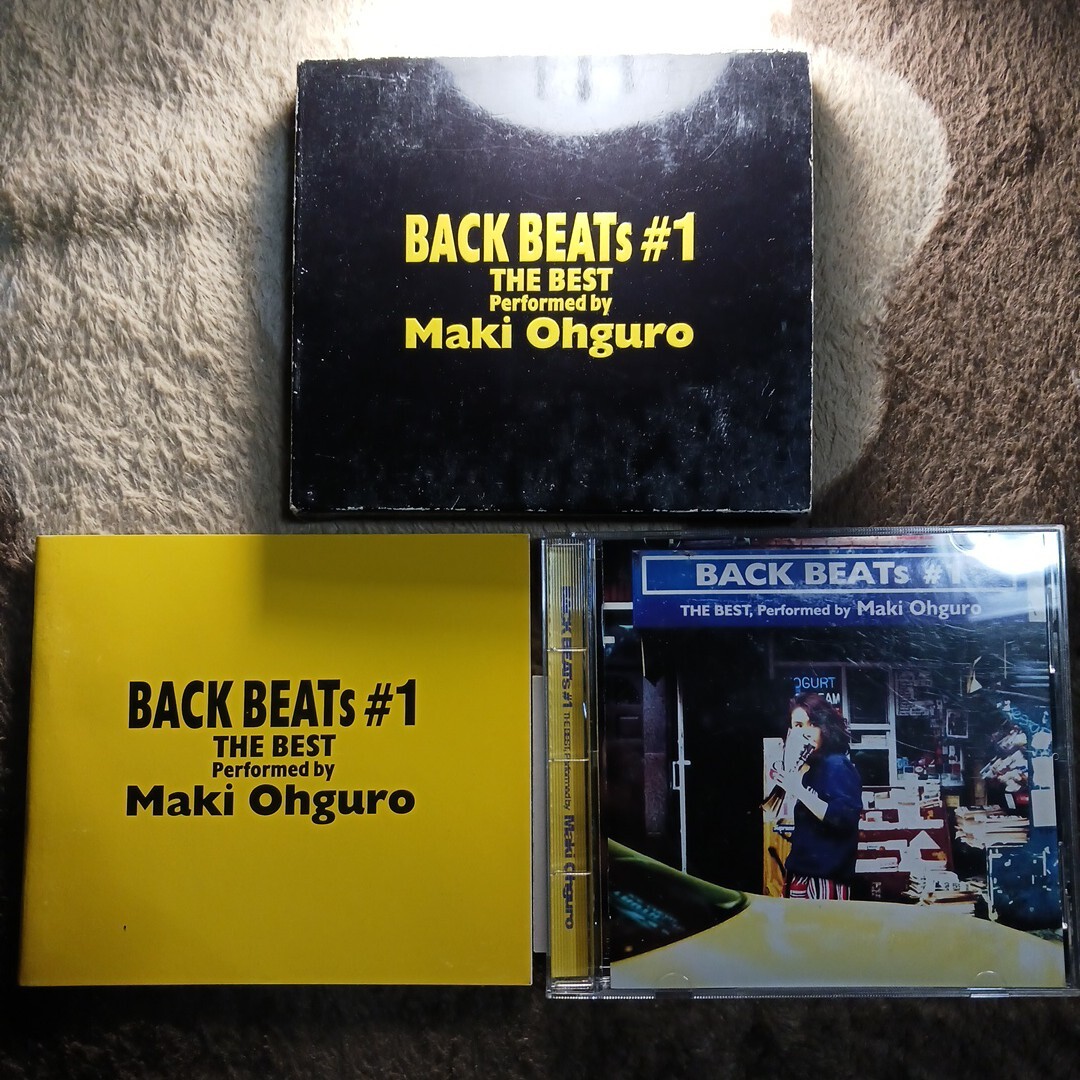 BACK BEATs #1
THE BEST
Performed by
Maki Ohguro
BACK BEATs #1
THE BEST
Performed by
Maki Ohguro
BACK BEATs #1 THE BEST, Performed by Maki Ohguro
BACK BEATs #1
THE BEST, Performed by Maki Ohguro
OGURT